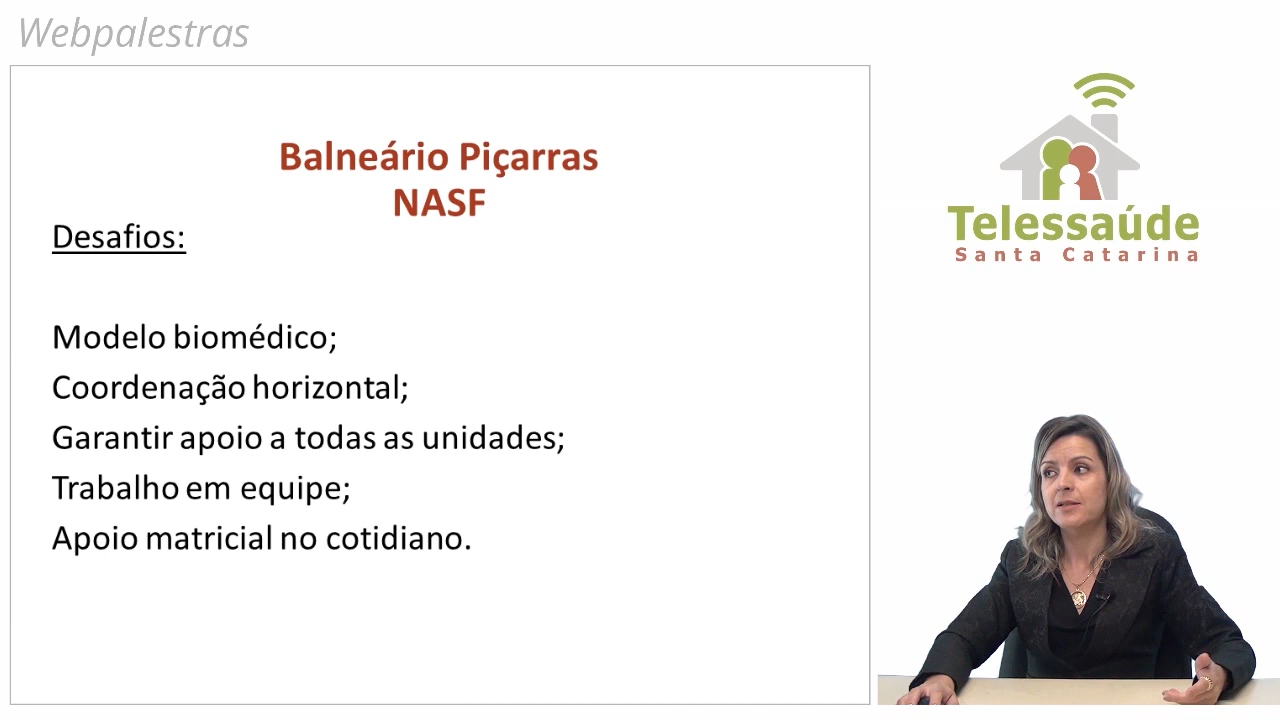 Webpalestras
Balneário Piçarras
NASF
Desafios:
Modelo biomédico;
Coordenação horizontal;
Garantir apoio a todas as unidades;
Trabalho em equipe;
Apoio matricial no cotidiano.
Telessaúde
Santa Catarina